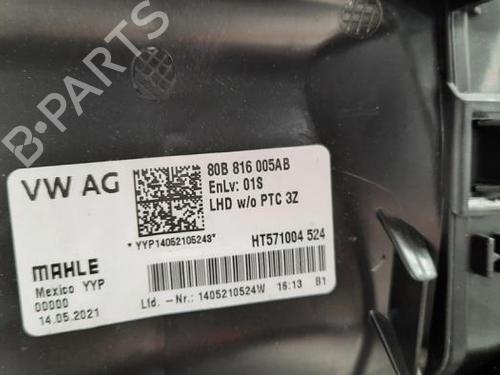 B-PARTS
VW AG
80B 816 005AB
EnLv: 01S
LHD w/o PTC 3Z
*YYP14052105243*
HT571004 524
MAHLE
Mexico YYP
00000
14.05.2021
Lfd.-Nr.: 1405210524W 16:13 B1